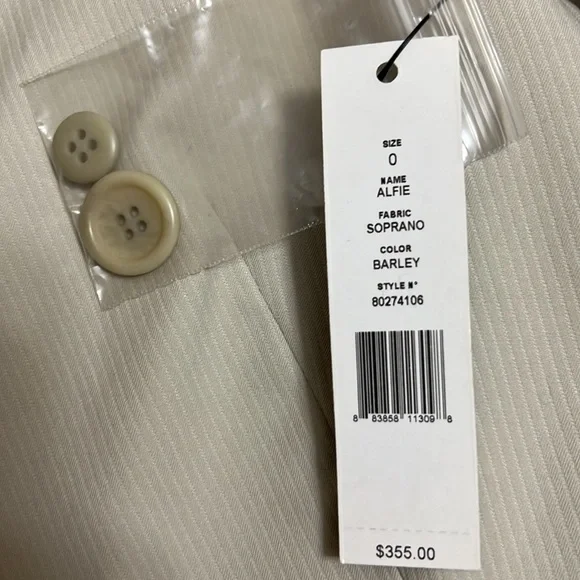 SIZE
0
NAME
ALFIE
FABRIC
SOPRANO
COLOR
BARLEY
STYLE N°
80274106
8 83858 11309 8
$355.00